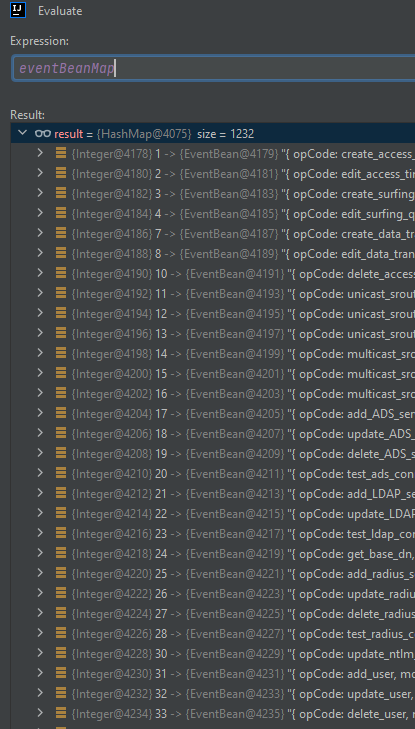 IJ Evaluate
Expression:
eventBeanMap
Result:
result = {HashMap@4075} size = 1232
{Integer@4178} 1 -> {EventBean@4179} "{ opCode: create_access_
{Integer@4180} 2 -> {EventBean@4181} "{ opCode: edit_access_ti
{Integer@4182} 3 -> {EventBean@4183} "{ opCode: create_surfing
{Integer@4184} 4 -> {EventBean@4185} "{ opCode: edit_surfing_q
{Integer@4186} 7 -> {EventBean@4187} "{ opCode: create_data_tra
{Integer@4188} 8 -> {EventBean@4189} "{ opCode: edit_data_tran
{Integer@4190} 10 -> {EventBean@4191} "{ opCode: delete_access
{Integer@4192} 11 -> {EventBean@4193} "{ opCode: unicast_srout
{Integer@4194} 12 -> {EventBean@4195} "{ opCode: unicast_srout
{Integer@4196} 13 -> {EventBean@4197} "{ opCode: unicast_srout
{Integer@4198} 14 -> {EventBean@4199} "{ opCode: multicast_sro
{Integer@4200} 15 -> {EventBean@4201} "{ opCode: multicast_sro
{Integer@4202} 16 -> {EventBean@4203} "{ opCode: multicast_sro
{Integer@4204} 17 -> {EventBean@4205} "{ opCode: add_ADS_ser
{Integer@4206} 18 -> {EventBean@4207} "{ opCode: update_ADS_
{Integer@4208} 19 -> {EventBean@4209} "{ opCode: delete_ADS_s
{Integer@4210} 20 -> {EventBean@4211} "{ opCode: test_ads_con
{Integer@4212} 21 -> {EventBean@4213} "{ opCode: add_LDAP_se
{Integer@4214} 22 -> {EventBean@4215} "{ opCode: update_LDAP
{Integer@4216} 23 -> {EventBean@4217} "{ opCode: test_ldap_cor
{Integer@4218} 24 -> {EventBean@4219} "{ opCode: get_base_dn,
{Integer@4220} 25 -> {EventBean@4221} "{ opCode: add_radius_s
{Integer@4222} 26 -> {EventBean@4223} "{ opCode: update_radiu
{Integer@4224} 27 -> {EventBean@4225} "{ opCode: delete_radius
{Integer@4226} 28 -> {EventBean@4227} "{ opCode: test_radius_c
{Integer@4228} 30 -> {EventBean@4229} "{ opCode: update_ntlm_
{Integer@4230} 31 -> {EventBean@4231} "{ opCode: add_user, mo
{Integer@4232} 32 -> {EventBean@4233} "{ opCode: update_user,
{Integer@4234} 33 -> {EventBean@4235} "{ opCode: delete_user, r